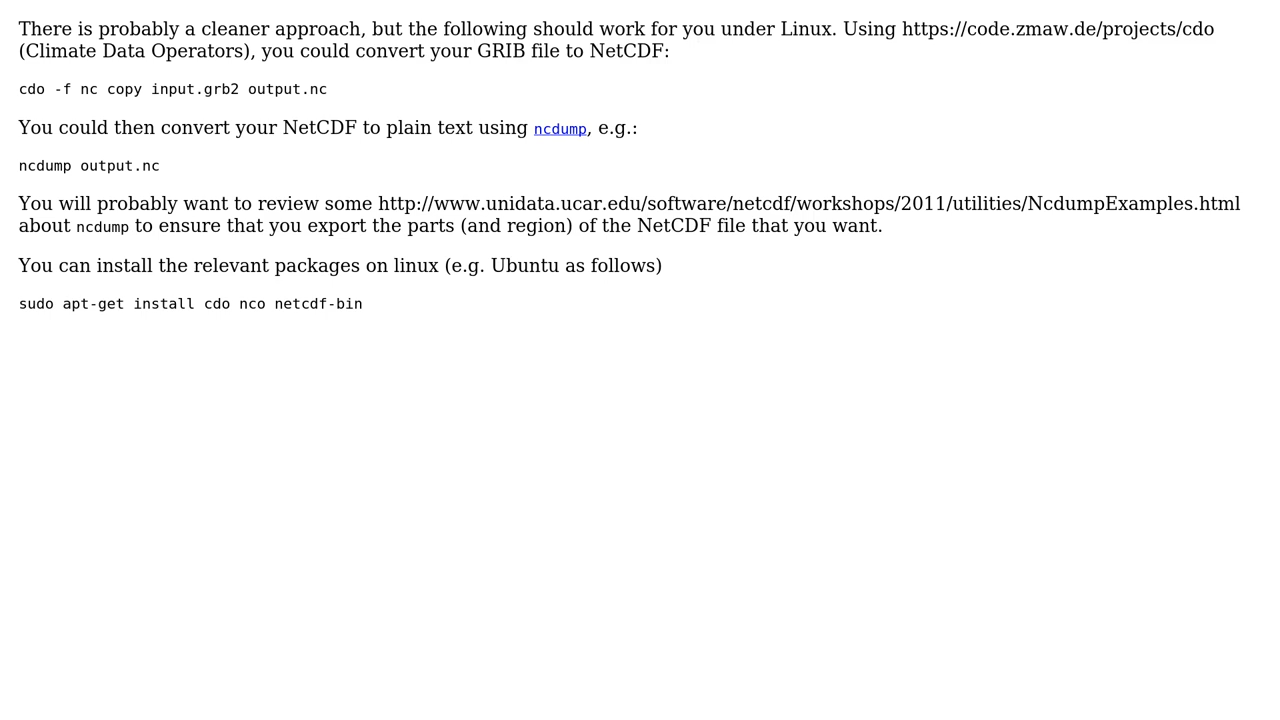 There is probably a cleaner approach, but the following should work for you under Linux. Using https://code.zmaw.de/projects/cdo
(Climate Data Operators), you could convert your GRIB file to NetCDF:
cdo -f nc copy input.grb2 output.nc
You could then convert your NetCDF to plain text using ncdump, e.g.:
ncdump output.nc
You will probably want to review some http://www.unidata.ucar.edu/software/netcdf/workshops/2011/utilities/NcdumpExamples.html
about ncdump to ensure that you export the parts (and region) of the NetCDF file that you want.
You can install the relevant packages on linux (e.g. Ubuntu as follows)
sudo apt-get install cdo nco netcdf-bin